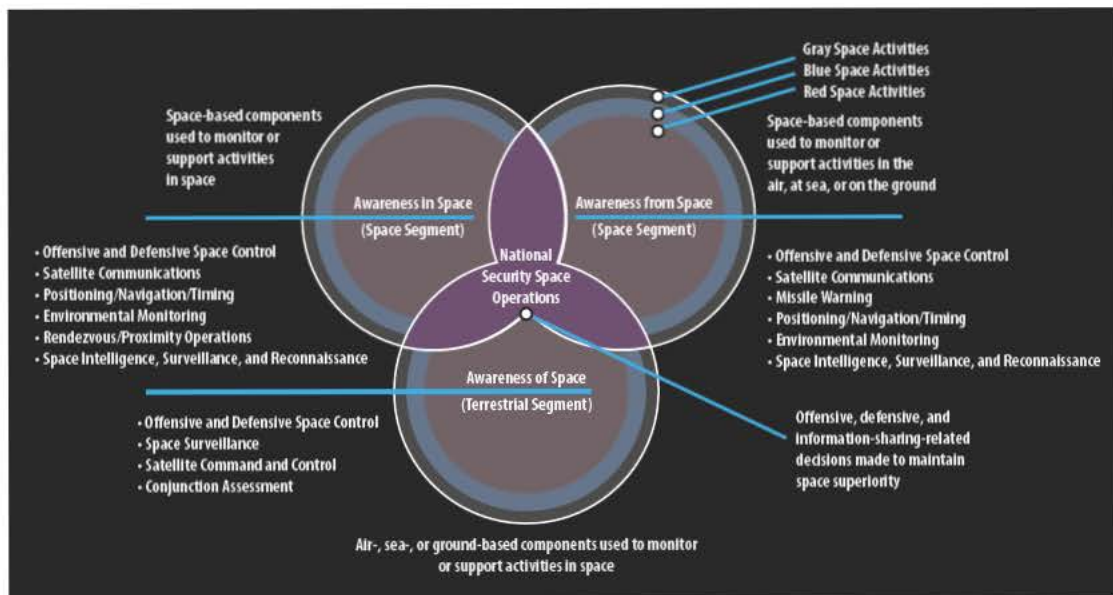 Gray Space Activities
Blue Space Activities
Red Space Activities
Space-based components
used to monitor or
support activities
in space
Space-based components
used to monitor or
support activities in the
air, at sea, or on the ground
Awareness in Space
(Space Segment)
Awareness from Space
(Space Segment)
National
Security Space
Operations
• Offensive and Defensive Space Control
• Satellite Communications
• Positioning/Navigation/Timing
• Environmental Monitoring
• Rendezvous/Proximity Operations
• Space Intelligence, Surveillance, and Reconnaissance
• Offensive and Defensive Space Control
• Satellite Communications
• Missile Warning
• Positioning/Navigation/Timing
• Environmental Monitoring
• Space Intelligence, Surveillance, and Reconnaissance
Awareness of Space
(Terrestrial Segment)
• Offensive and Defensive Space Control
• Space Surveillance
• Satellite Command and Control
• Conjunction Assessment
Offensive, defensive, and
information-sharing-related
decisions made to maintain
space superiority
Air-, sea-, or ground-based components used to monitor
or support activities in space